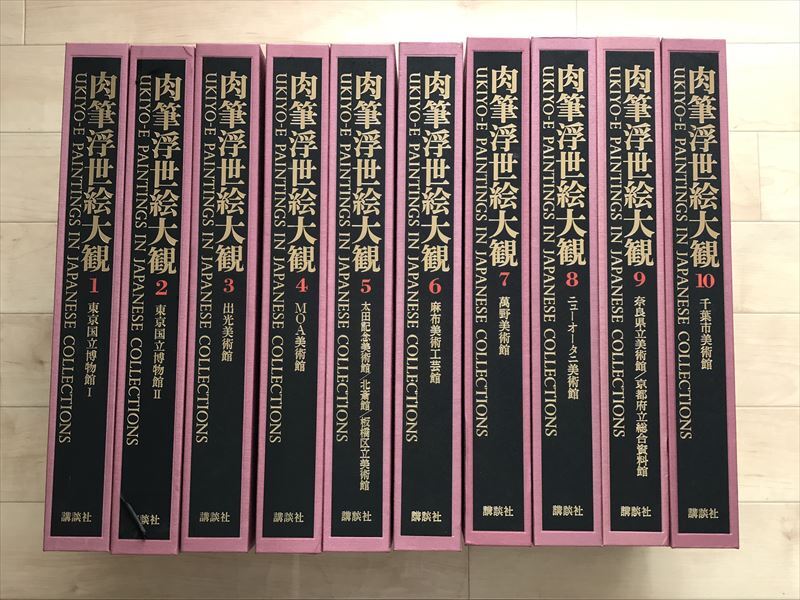 肉筆浮世絵大観
UKIYO-E PAINTINGS IN JAPANESE COLLECTIONS
1
東京国立博物館 I
講談社
肉筆浮世絵大観
UKIYO-E PAINTINGS IN JAPANESE COLLECTIONS
2
東京国立博物館 II
講談社
肉筆浮世絵大観
UKIYO-E PAINTINGS IN JAPANESE COLLECTIONS
3
出光美術館
講談社
肉筆浮世絵大観
UKIYO-E PAINTINGS IN JAPANESE COLLECTIONS
4
MOA美術館
講談社
肉筆浮世絵大観
UKIYO-E PAINTINGS IN JAPANESE COLLECTIONS
5
太田記念美術館/北斎館/板橋区立美術館
講談社
肉筆浮世絵大観
UKIYO-E PAINTINGS IN JAPANESE COLLECTIONS
6
麻布美術工芸館
講談社
肉筆浮世絵大観
UKIYO-E PAINTINGS IN JAPANESE COLLECTIONS
7
萬野美術館
講談社
肉筆浮世絵大観
UKIYO-E PAINTINGS IN JAPANESE COLLECTIONS
8
ニューオータニ美術館
講談社
肉筆浮世絵大観
UKIYO-E PAINTINGS IN JAPANESE COLLECTIONS
9
奈良県立美術館/京都府立総合資料館
講談社
肉筆浮世絵大観
UKIYO-E PAINTINGS IN JAPANESE COLLECTIONS
10
千葉市美術館
講談社